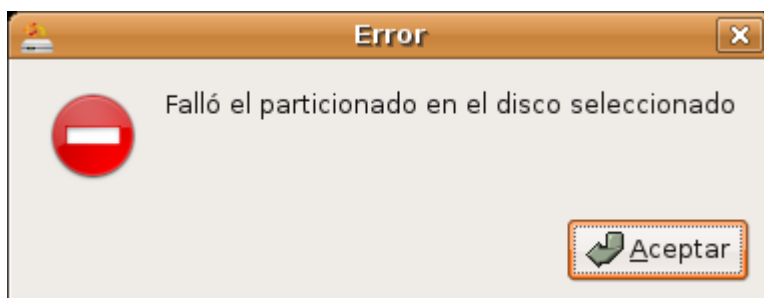 Error
Falló el particionado en el disco seleccionado
Aceptar